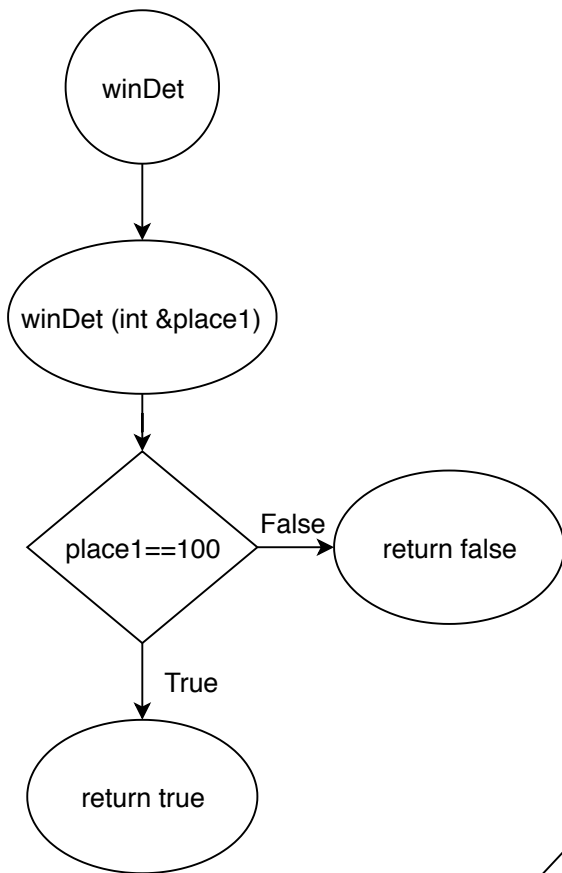 winDet
winDet (int &place1)
place1==100
False
return false
True
return true